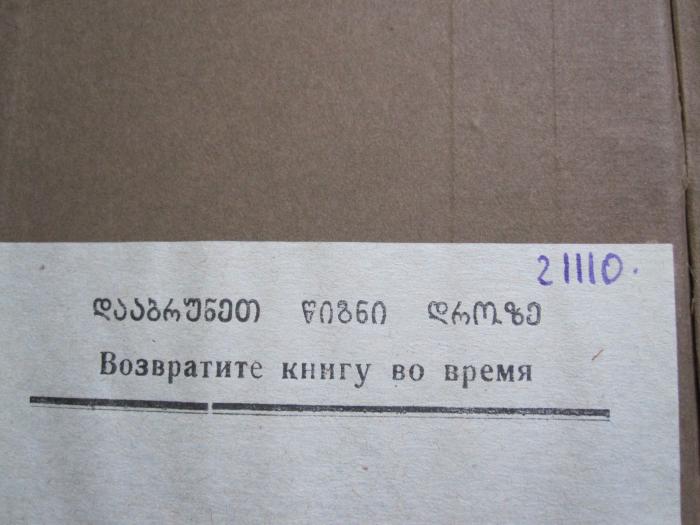 21110.
დააბრუნეთ წიგნი დროზე
Возвратите книгу во время